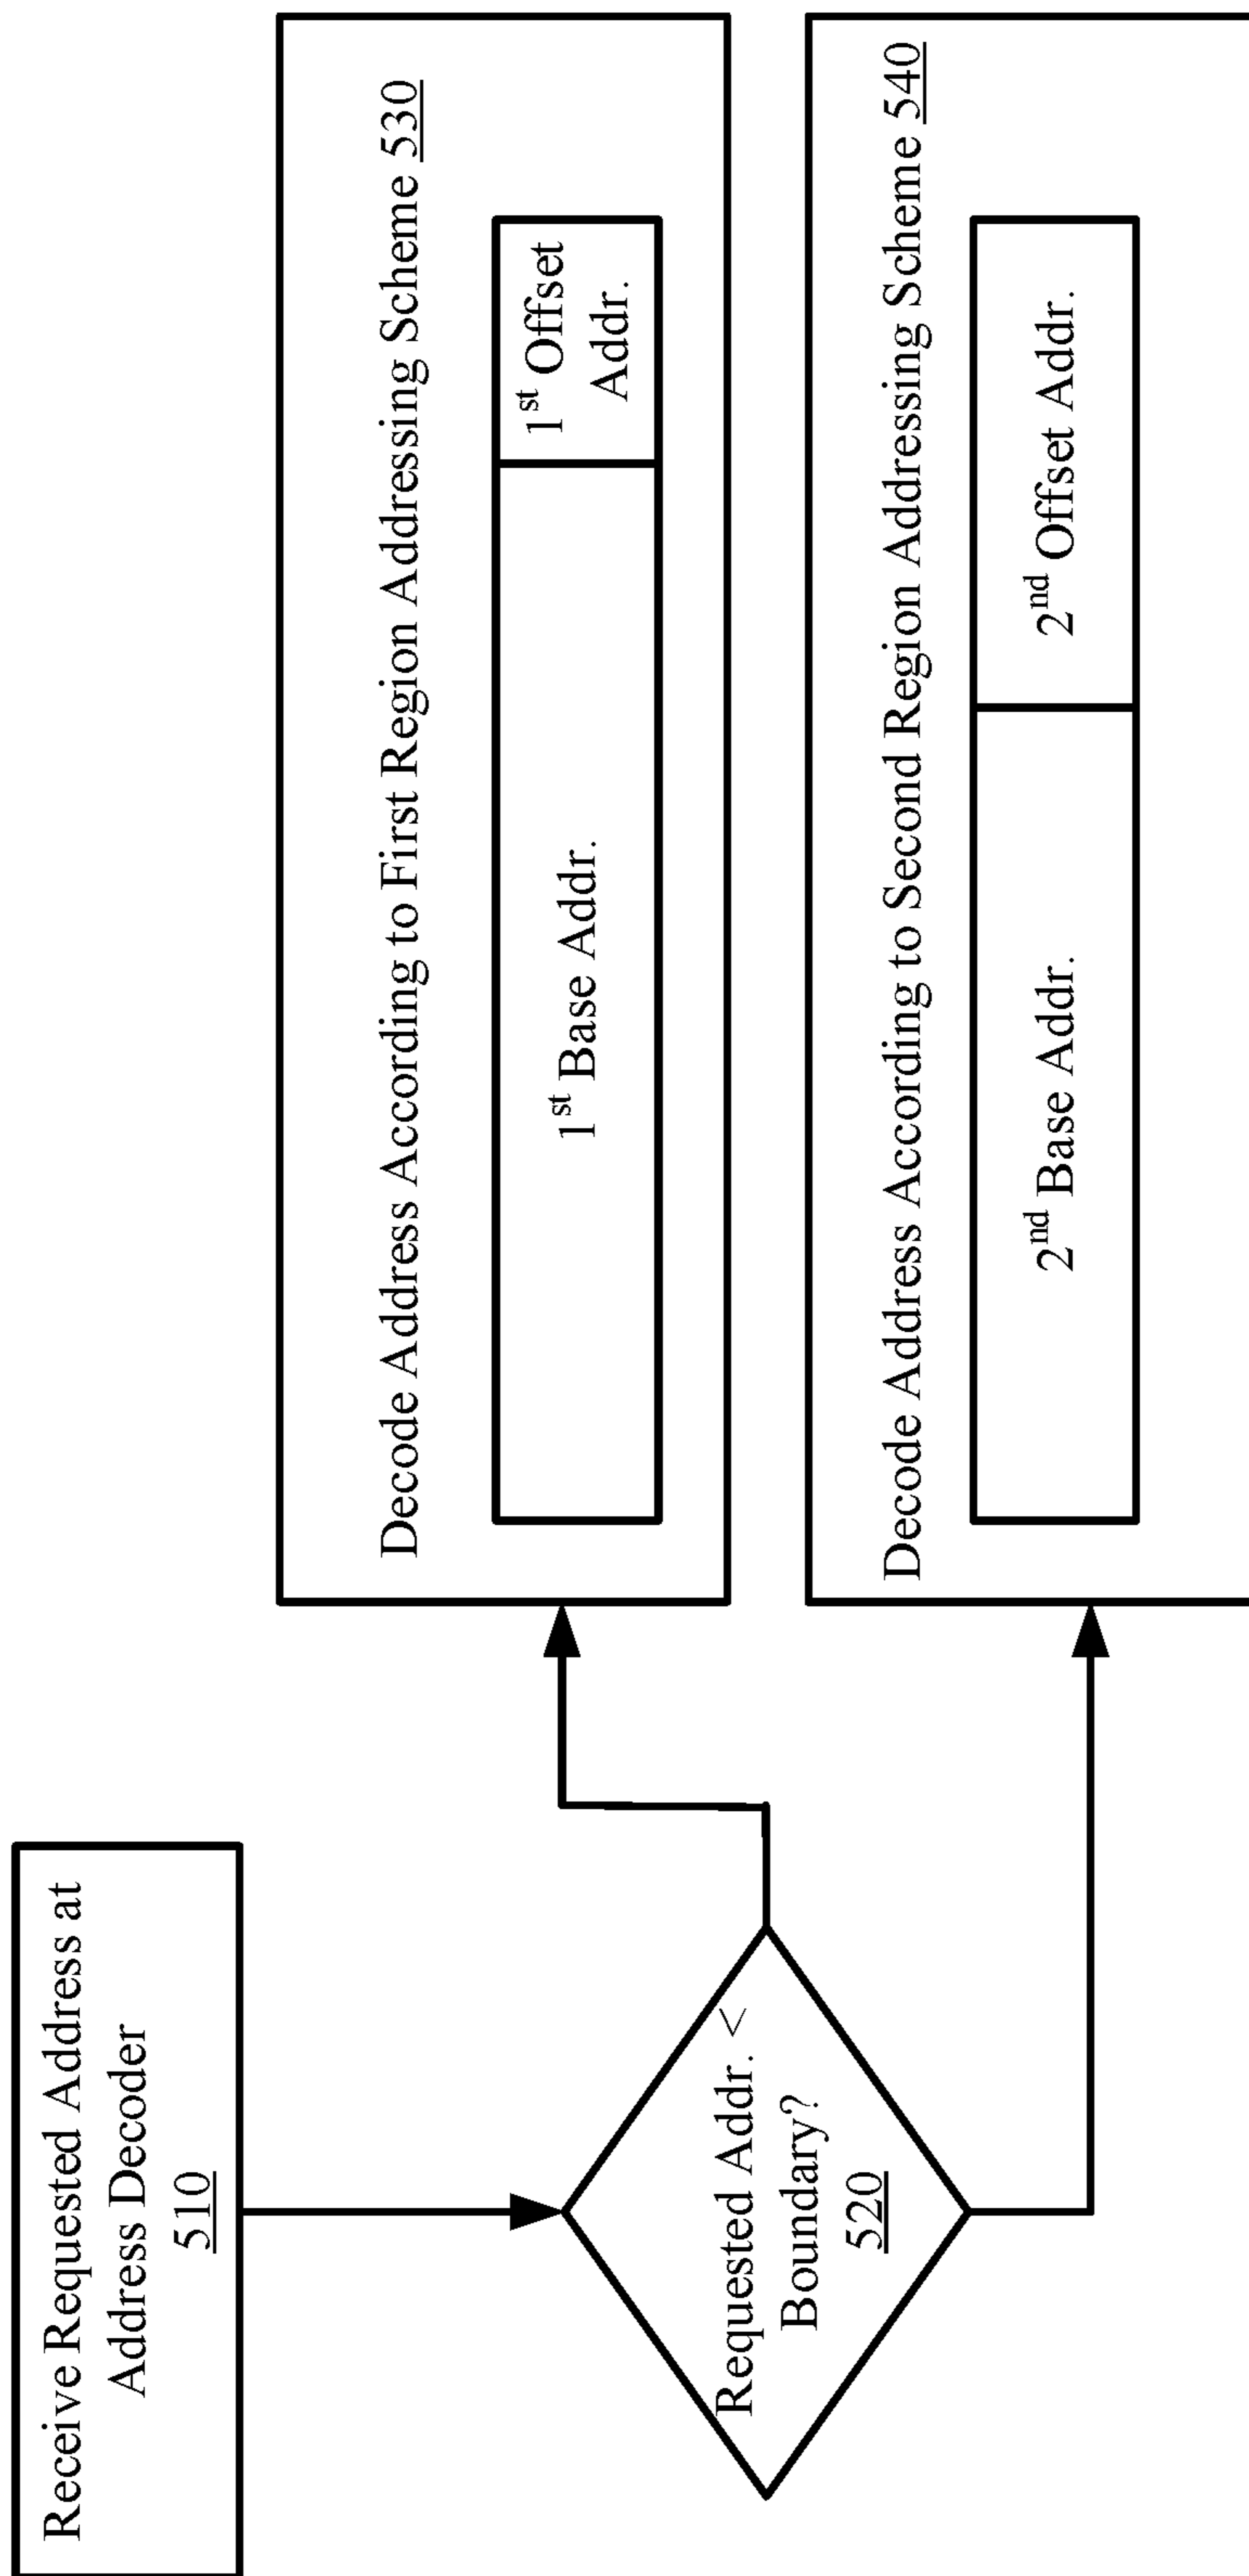 Receive Requested Address at
Address Decoder
510
Requested Addr. <
Boundary?
520
Decode Address According to First Region Addressing Scheme 530
1st Base Addr.
1st Offset
Addr.
Decode Address According to Second Region Addressing Scheme 540
2nd Base Addr.
2nd Offset Addr.